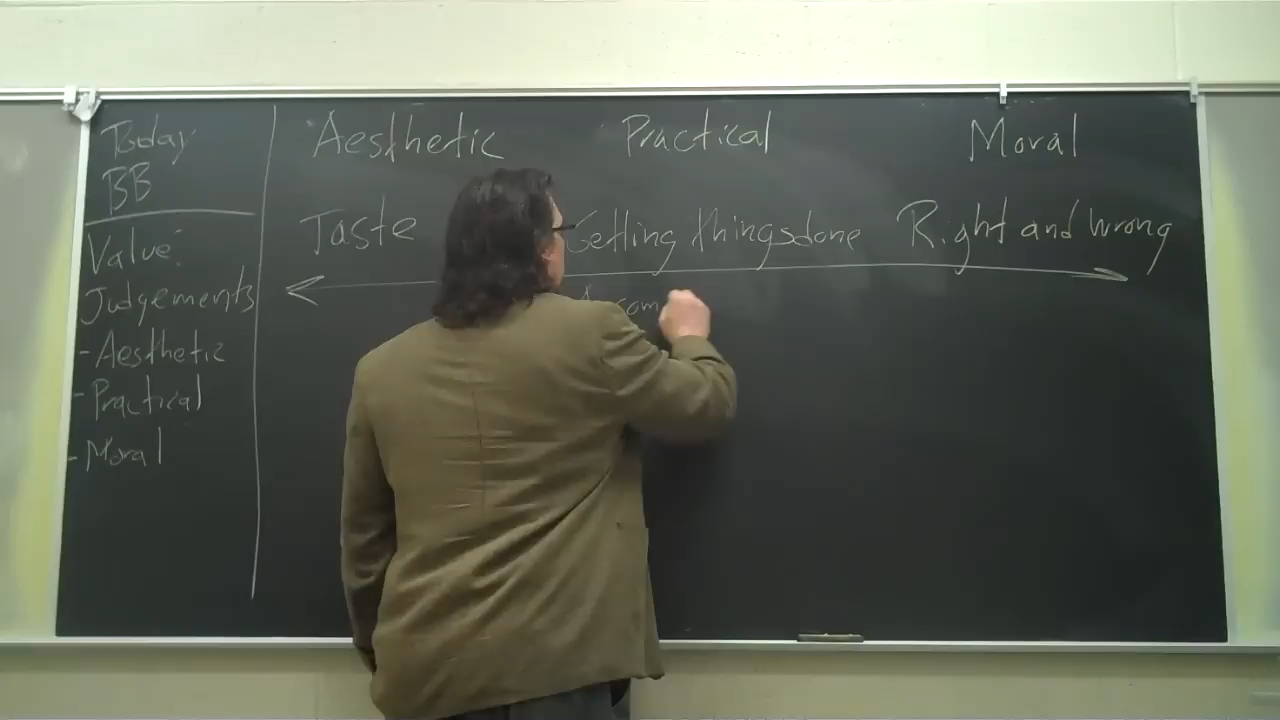 Today
BB
Value
Judgements
- Aesthetic
- Practical
- Moral
Aesthetic Practical Moral
Taste Getting things done Right and Wrong